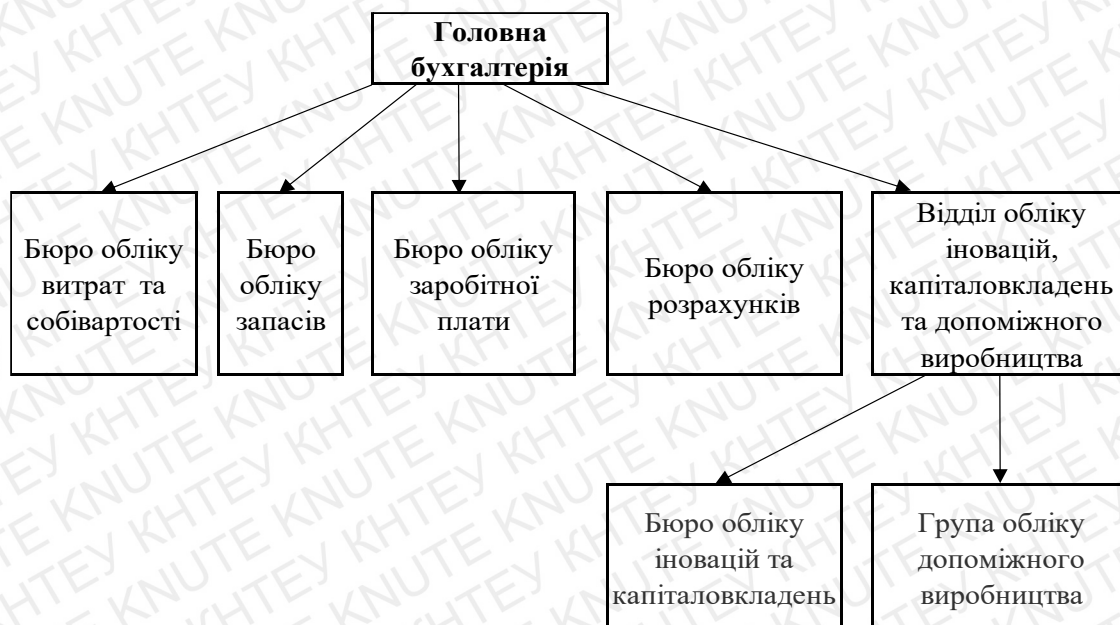 Головна
бухгалтерія
Бюро обліку
витрат та
собівартості
Бюро
обліку
запасів
Бюро обліку
заробітної
плати
Бюро обліку
розрахунків
Відділ обліку
іновацій,
капіталовкладень
та допоміжного
виробництва
Бюро обліку
іновацій та
капіталовкладень
Група обліку
допоміжного
виробництва